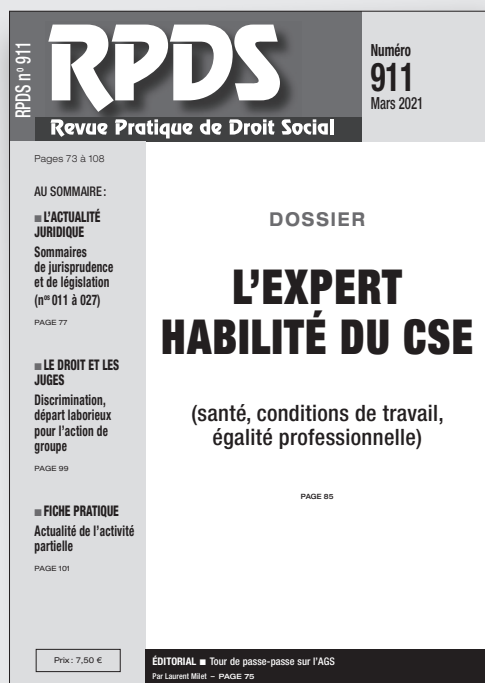 RPDS n° 911
RPDS
Revue Pratique de Droit Social
Numéro
911
Mars 2021
Pages 73 à 108
AU SOMMAIRE :
■ L'ACTUALITÉ
JURIDIQUE
Sommaires
de jurisprudence
et de législation
(nos 011 à 027)
PAGE 77
■ LE DROIT ET LES
JUGES
Discrimination,
départ laborieux
pour l'action de
groupe
PAGE 99
■ FICHE PRATIQUE
Actualité de l'activité
partielle
PAGE 101
Prix : 7,50 €
DOSSIER
L'EXPERT
HABILITÉ DU CSE
(santé, conditions de travail,
égalité professionnelle)
PAGE 85
ÉDITORIAL ■ Tour de passe-passe sur l'AGS
Par Laurent Milet – PAGE 75